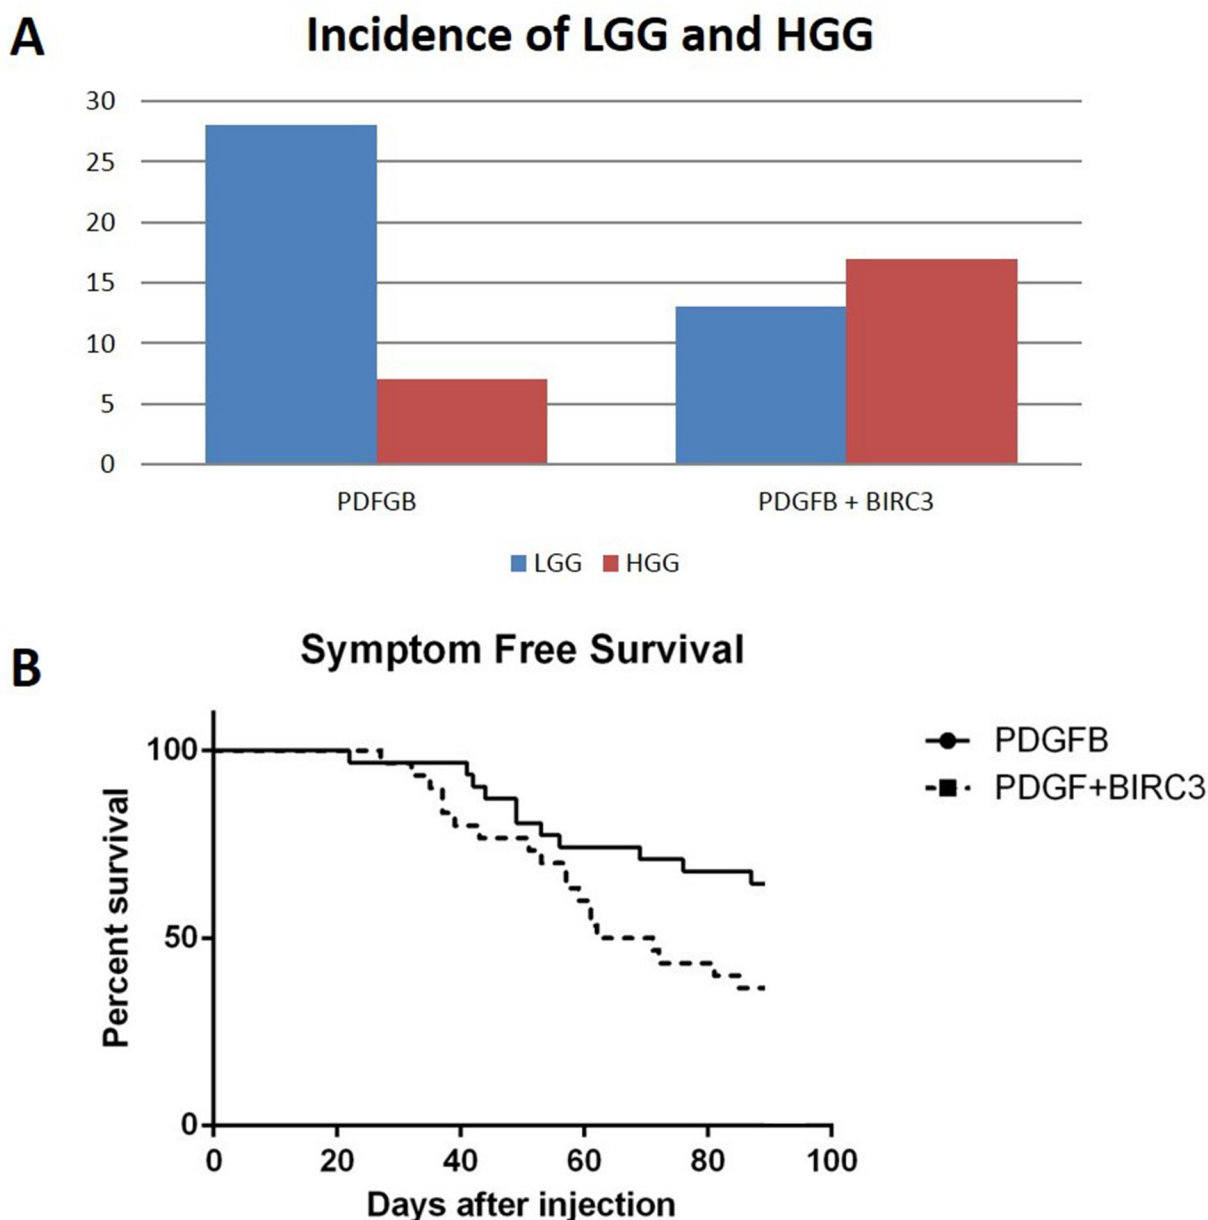 A
Incidence of LGG and HGG
30
25
20
15
10
5
0
PDFGB
PDGFB + BIRC3
LGG
HGG
B
Symptom Free Survival
PDGFB
PDGF+BIRC3
Percent survival
100
50
0
0 20 40 60 80 100
Days after injection